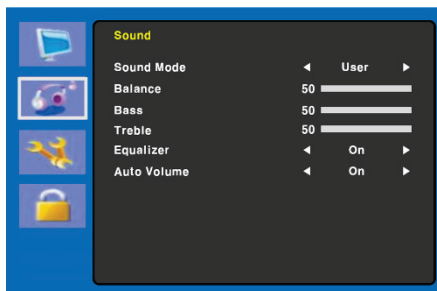 Sound
Sound Mode ◀ User ▶
Balance 50
Bass 50
Treble 50
Equalizer ◀ On ▶
Auto Volume ◀ On ▶